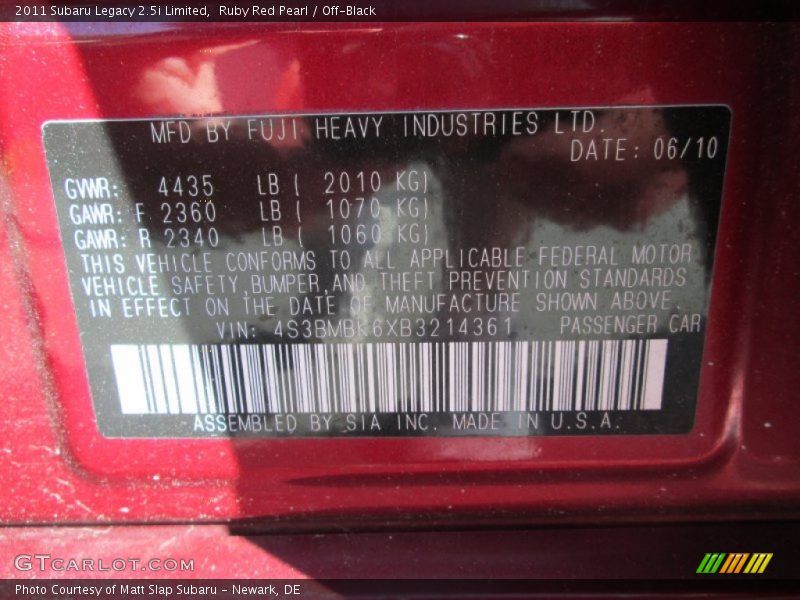 2011 Subaru Legacy 2.5i Limited,  Ruby Red Pearl / Off-Black
MFD BY FUJI HEAVY INDUSTRIES LTD.
DATE: 06/10
GVWR: 4435 LB ( 2010 KG)
GAWR: F 2360 LB ( 1070 KG)
GAWR: R 2340 LB ( 1060 KG)
THIS VEHICLE CONFORMS TO ALL APPLICABLE FEDERAL MOTOR
VEHICLE SAFETY BUMPER, AND THEFT PREVENTION STANDARDS
IN EFFECT ON THE DATE OF MANUFACTURE SHOWN ABOVE.
VIN: 4S3BMBK6XB3214361 PASSENGER CAR
ASSEMBLED BY SIA INC. MADE IN U.S.A.
GTCARLOT.COM
Photo Courtesy of Matt Slap Subaru - Newark, DE